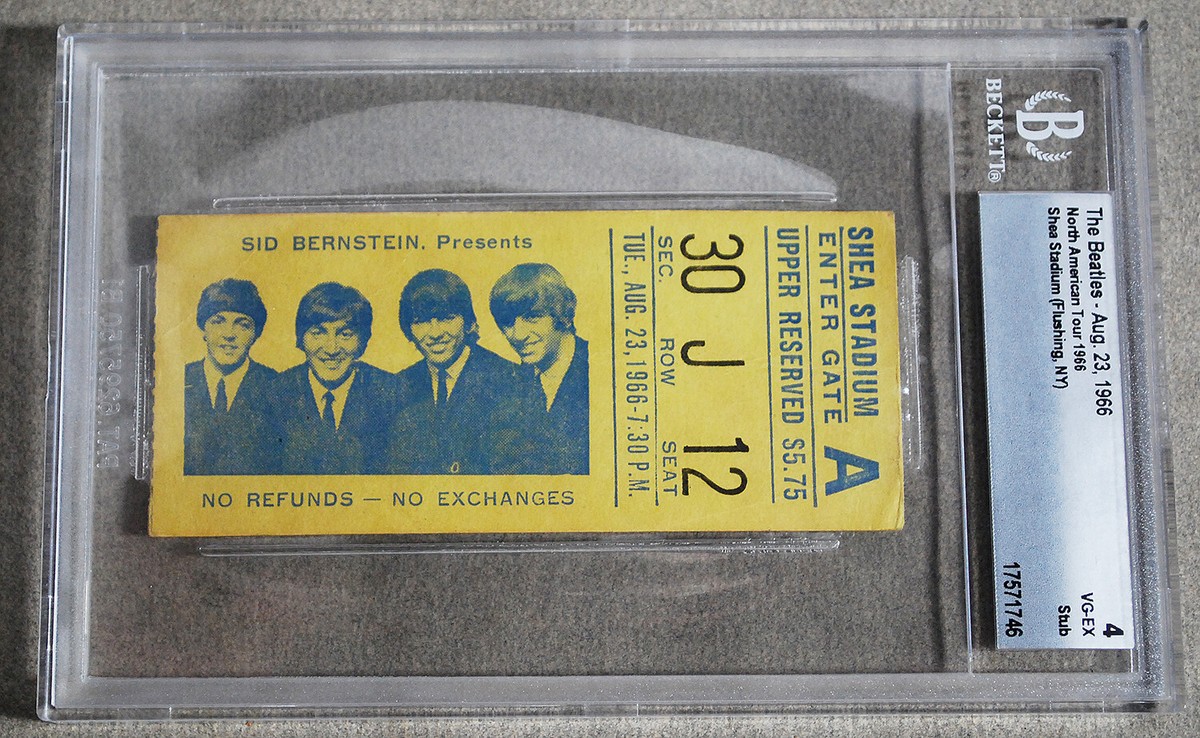 SID BERNSTEIN. Presents
NO REFUNDS — NO EXCHANGES
SHEA STADIUM
ENTER GATE A
UPPER RESERVED $5.75
30 J 12
SEC. ROW SEAT
TUE., AUG. 23, 1966-7:30 P.M.
B
BECKETT®
The Beatles - Aug. 23, 1966
North American Tour 1966
Shea Stadium (Flushing, NY)
4
VG-EX
Stub
17571746